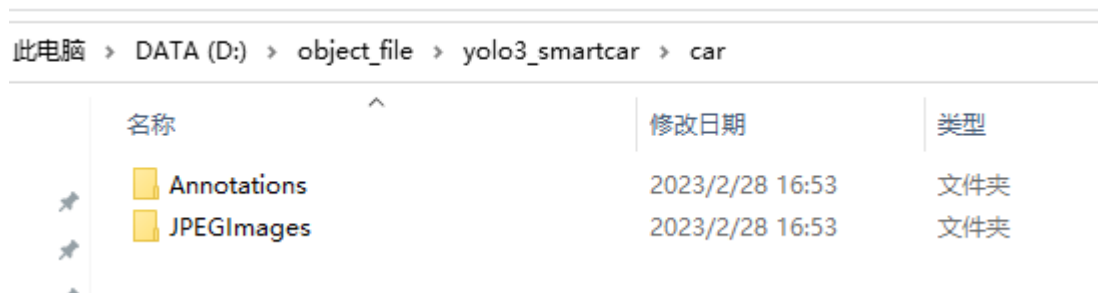 此电脑 > DATA (D:) > object_file > yolo3_smartcar > car
名称 修改日期 类型
Annotations 2023/2/28 16:53 文件夹
JPEGImages 2023/2/28 16:53 文件夹